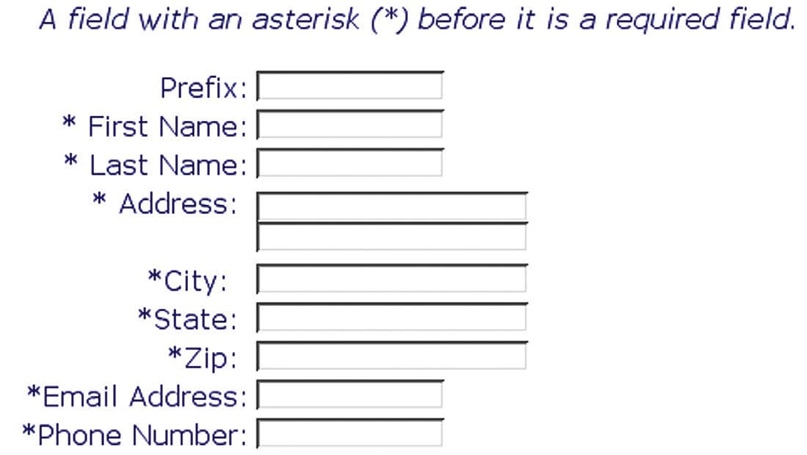 A field with an asterisk (*) before it is a required field.
Prefix:
* First Name:
* Last Name:
* Address:
*City:
*State:
*Zip:
*Email Address:
*Phone Number: